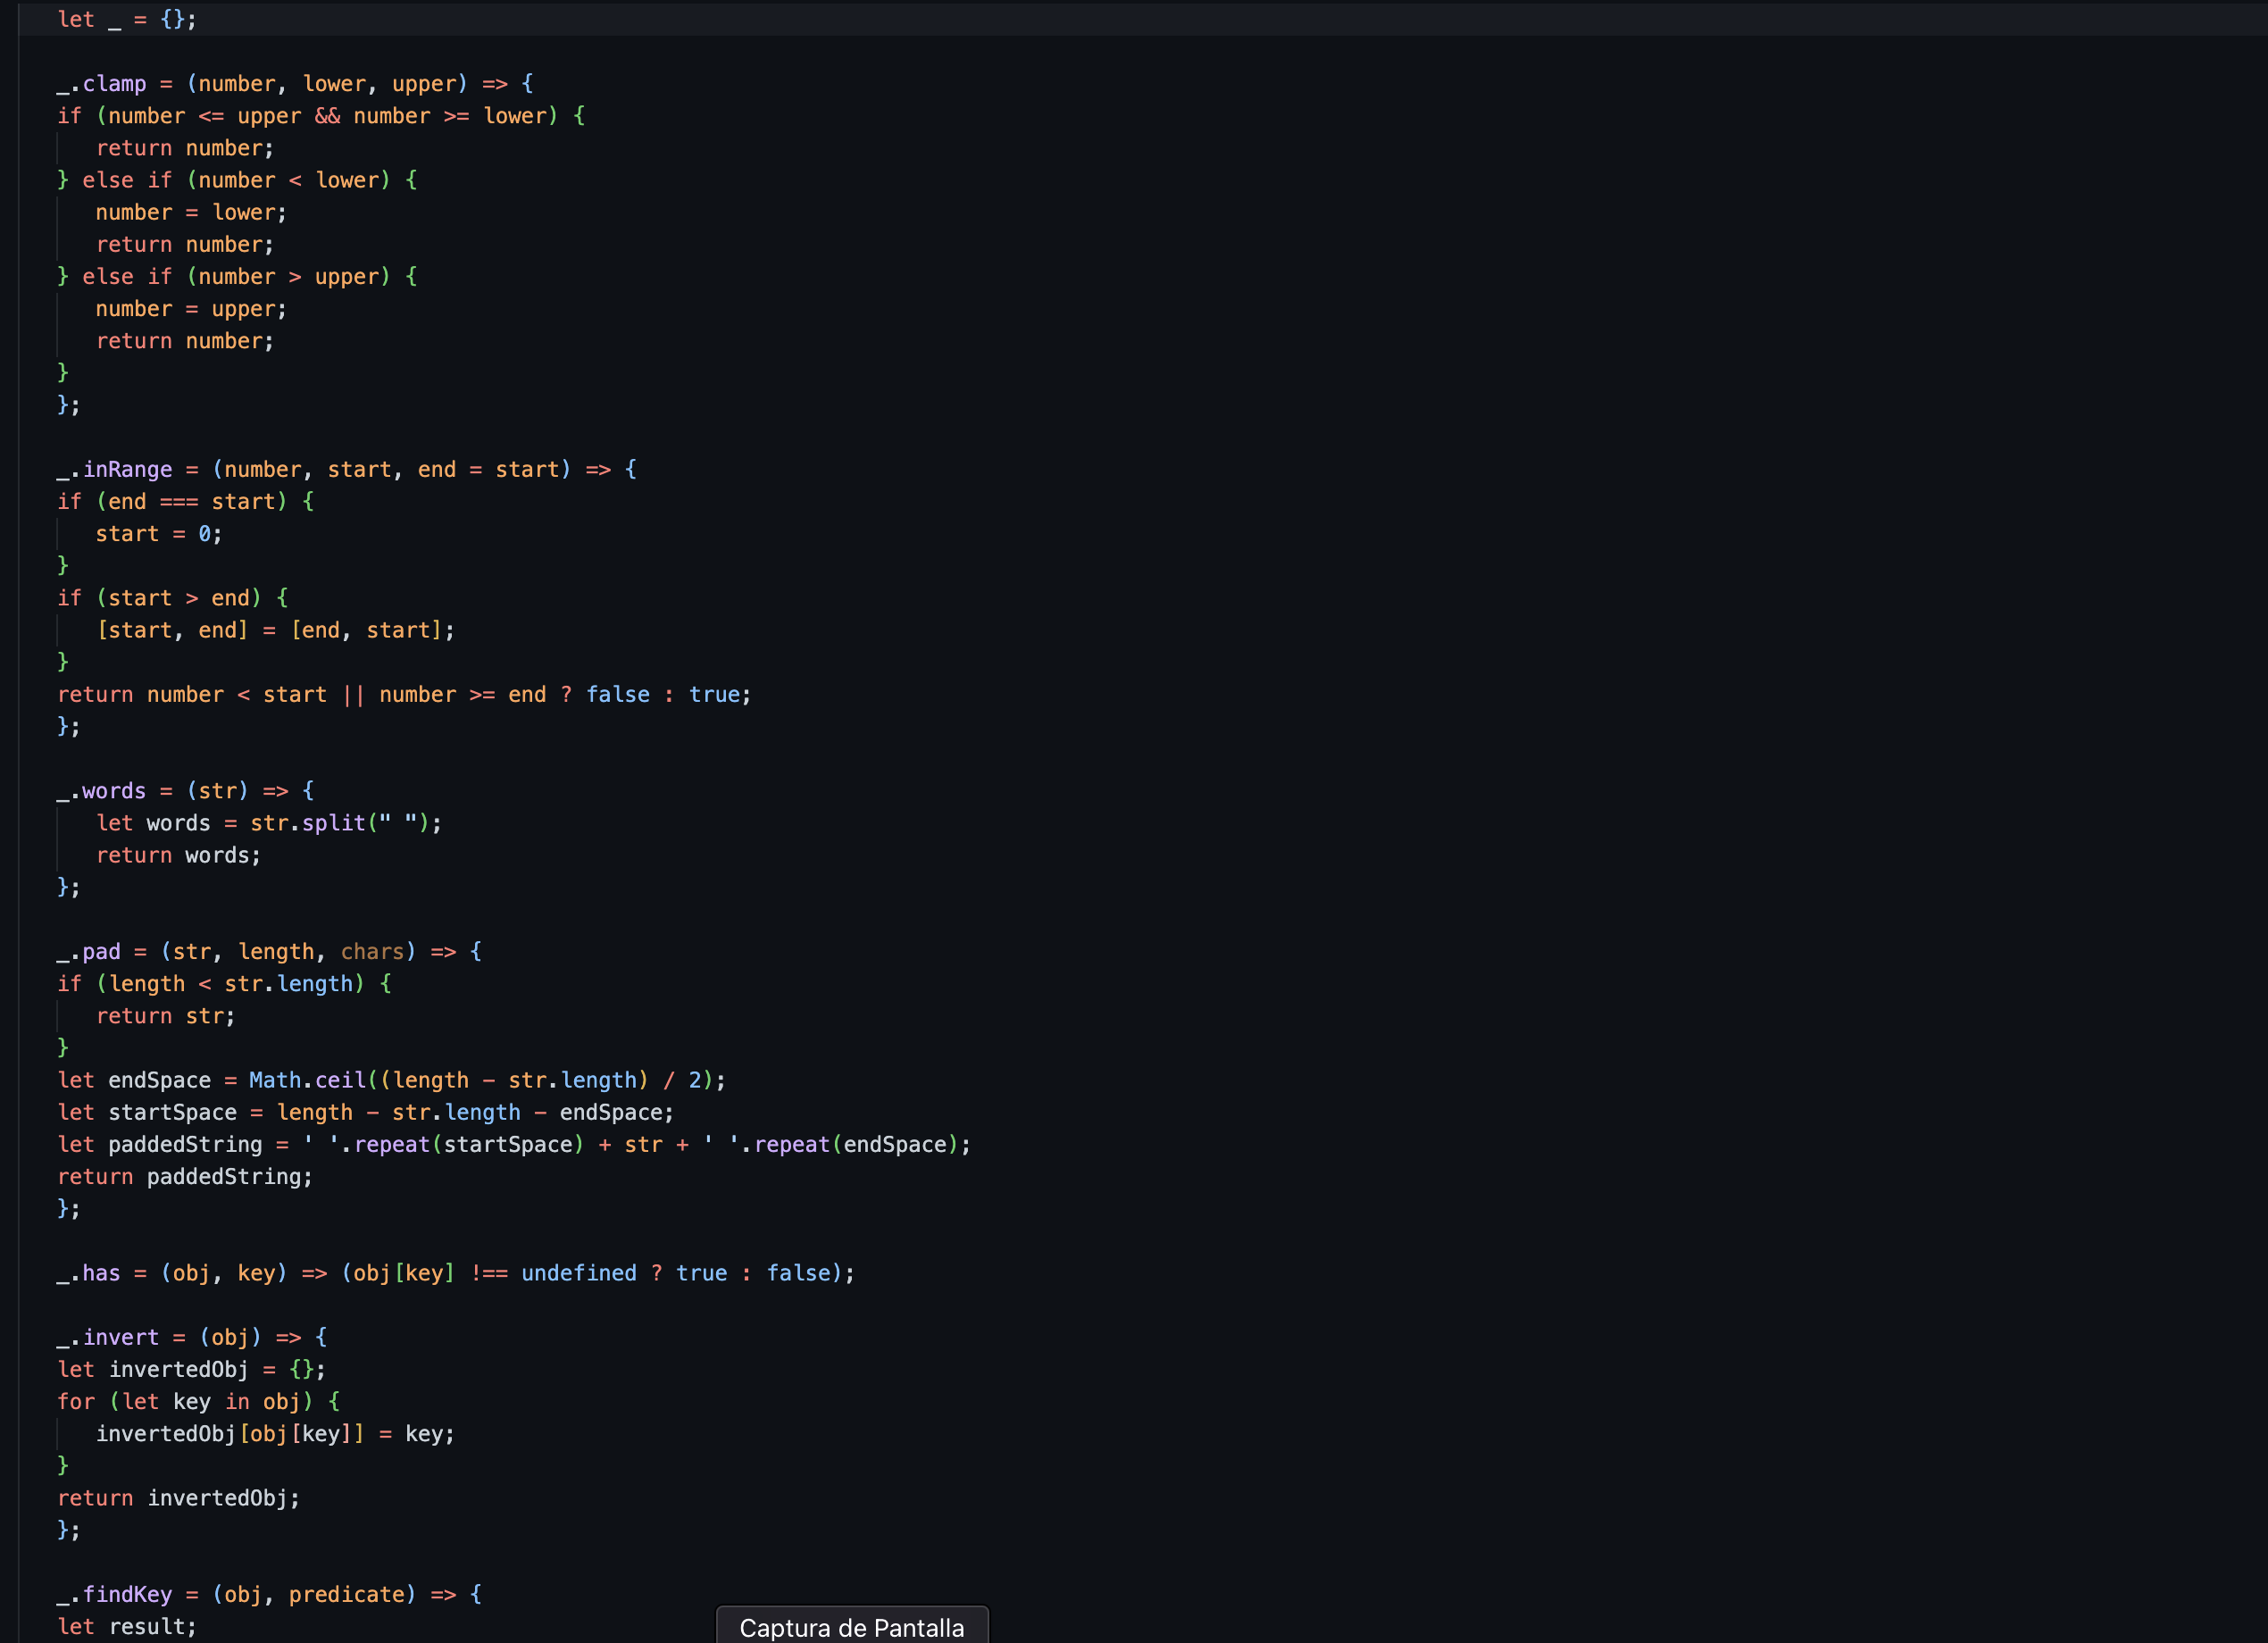 let _ = {};
_.clamp = (number, lower, upper) => {
if (number <= upper && number >= lower) {
return number;
} else if (number < lower) {
number = lower;
return number;
} else if (number > upper) {
number = upper;
return number;
}
};
_.inRange = (number, start, end = start) => {
if (end === start) {
start = 0;
}
if (start > end) {
[start, end] = [end, start];
}
return number < start || number >= end ? false : true;
};
_.words = (str) => {
let words = str.split(" ");
return words;
};
_.pad = (str, length, chars) => {
if (length < str.length) {
return str;
}
let endSpace = Math.ceil((length - str.length) / 2);
let startSpace = length - str.length - endSpace;
let paddedString = ' '.repeat(startSpace) + str + ' '.repeat(endSpace);
return paddedString;
};
_.has = (obj, key) => (obj[key] !== undefined ? true : false);
_.invert = (obj) => {
let invertedObj = {};
for (let key in obj) {
invertedObj[obj[key]] = key;
}
return invertedObj;
};
_.findKey = (obj, predicate) => {
let result;
Captura de Pantalla